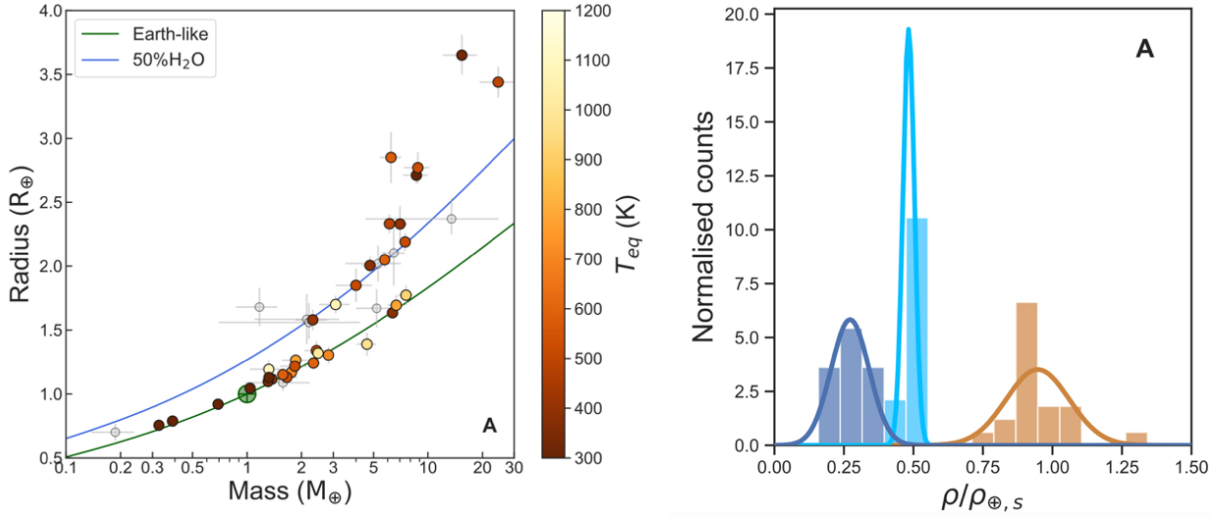 4.0
3.5
3.0
2.5
2.0
1.5
1.0
0.5
Radius (R⊕)
Earth-like
50%H₂O
A
0.1 0.2 0.3 1 2 3 5 10 20 30
Mass (M⊕)
1200
1100
1000
900
800
700
600
500
400
300
T_eq (K)
20.0
17.5
15.0
12.5
10.0
7.5
5.0
2.5
0.0
Normalised counts
A
0.00 0.25 0.50 0.75 1.00 1.25 1.50
ρ/ρ⊕,s